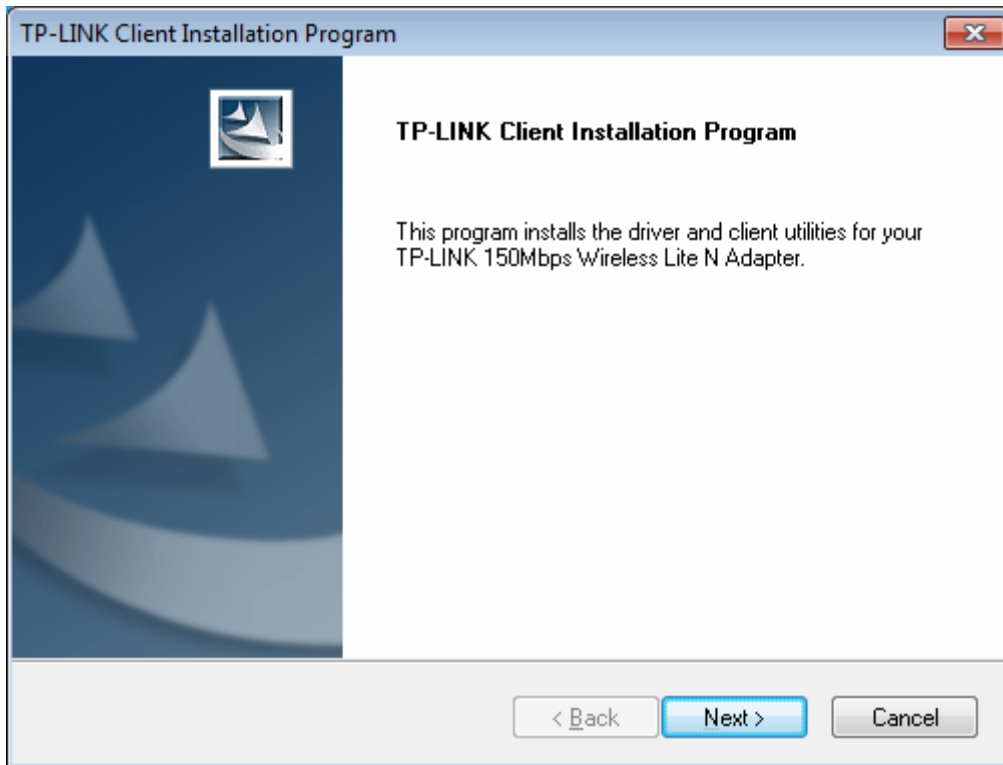 TP-LINK Client Installation Program
TP-LINK Client Installation Program
This program installs the driver and client utilities for your
TP-LINK 150Mbps Wireless Lite N Adapter.
< Back
Next >
Cancel